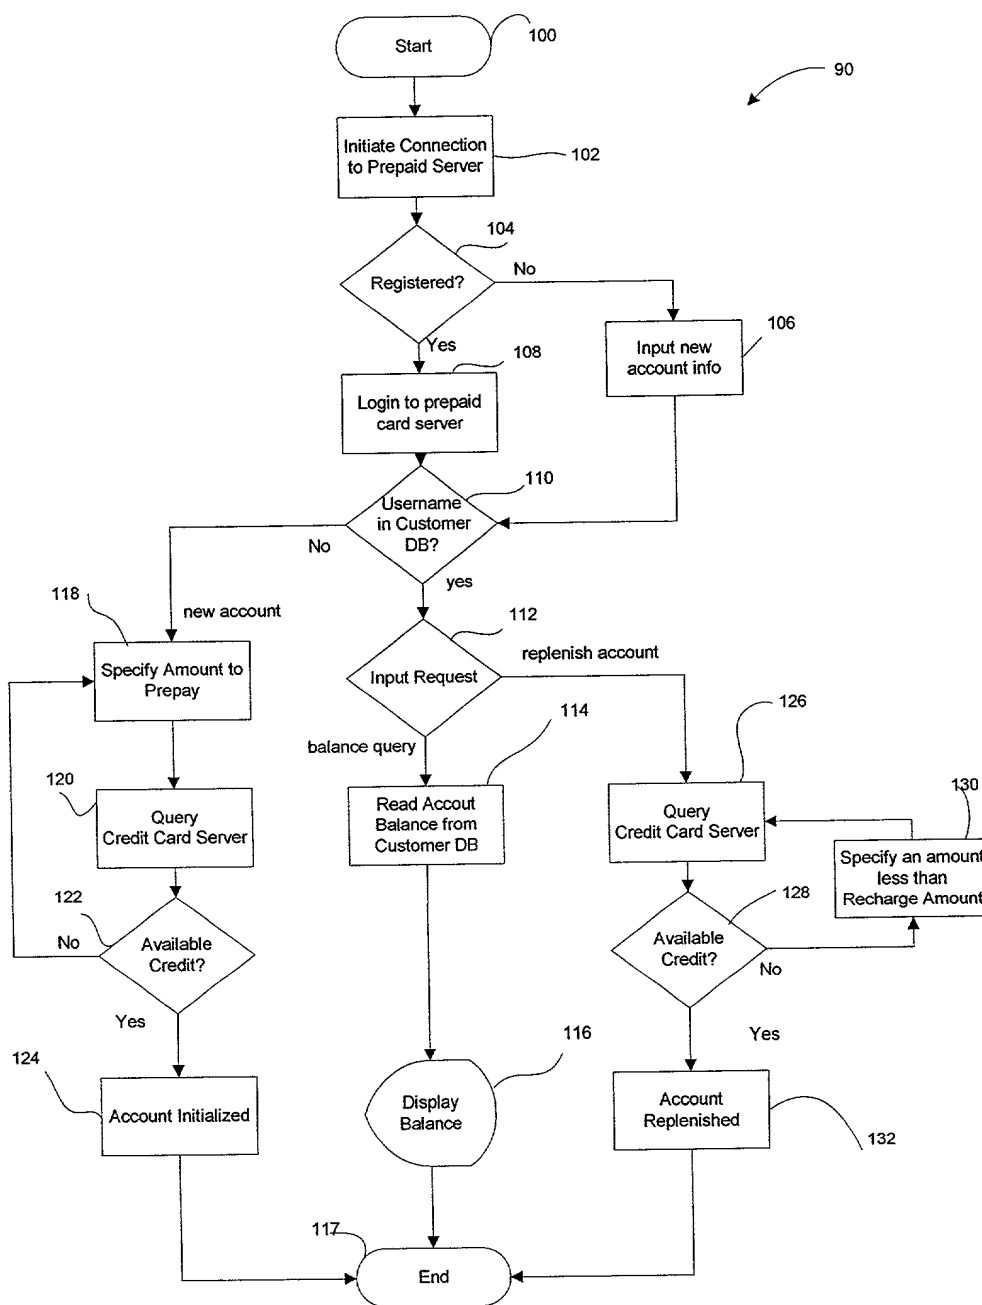 Start
100
90
Initiate Connection
to Prepaid Server
102
104
Registered?
No
Yes
106
Input new
account info
108
Login to prepaid
card server
110
Username
in Customer
DB?
No
yes
118
new account
112
Specify Amount to
Prepay
Input Request
replenish account
balance query
114
126
120
Query
Credit Card Server
Read Accout
Balance from
Customer DB
Query
Credit Card Server
130
Specify an amount
less than
Recharge Amount
122
No
Available
Credit?
Yes
128
Available
Credit?
No
Yes
124
Account Initialized
116
Display
Balance
Account
Replenished
132
117
End